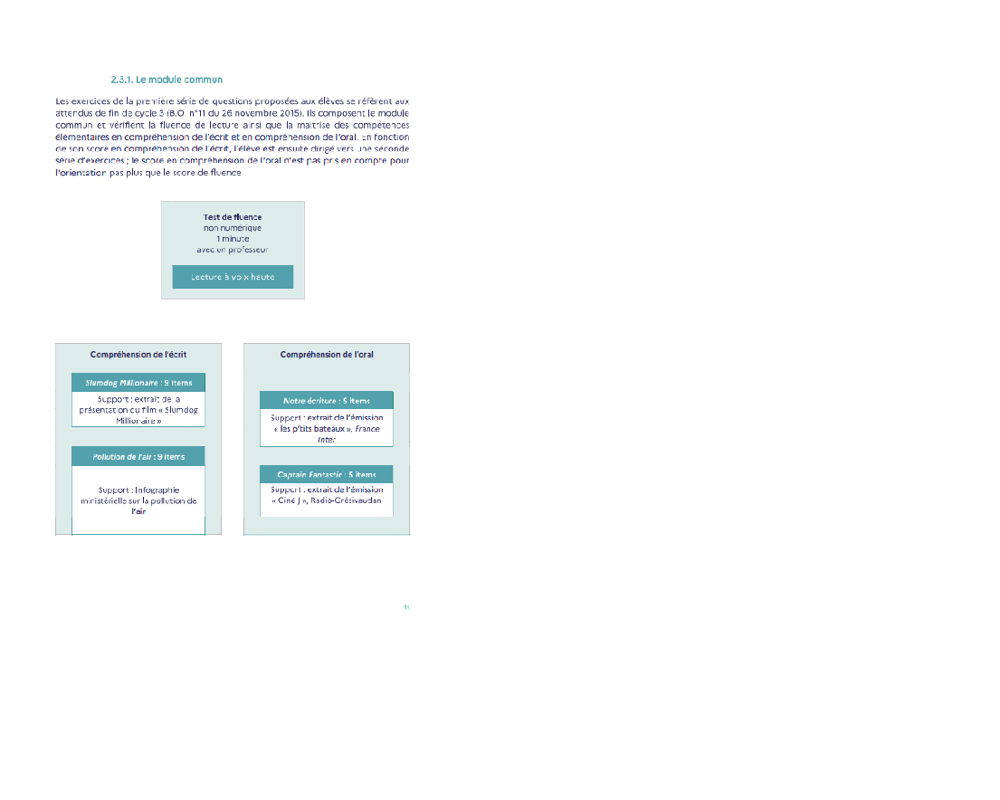 2.3.1. Le module commun
Les exercices de la première série de questions proposées aux élèves se réfèrent aux
attendus de fin de cycle 3 (B.O. n°11 du 26 novembre 2015). Ils composent le module
commun et vérifient la fluence de lecture ainsi que la maitrise des compétences
élémentaires en compréhension de l'écrit et en compréhension de l'oral. En fonction
de son score en compréhension de l'écrit, l'élève est ensuite dirigé vers une seconde
série d'exercices ; le score en compréhension de l'oral n'est pas pris en compte pour
l'orientation pas plus que le score de fluence
Test de fluence
non numérique
1 minute
avec un professeur
Lecture à voix haute
Compréhension de l'écrit
Slumdog Millionaire : 9 items
Support : extrait de la
présentation du film « Slumdog
Millionaire »
Pollution de l'air : 9 items
Support : Infographie
ministérielle sur la pollution de
l'air
Compréhension de l'oral
Notre écriture : 5 items
Support : extrait de l'émission
« les p'tits bateaux », France
Inter
Captain Fantastic : 5 items
Support : extrait de l'émission
« Ciné J », Radio-Grésivaudan
11